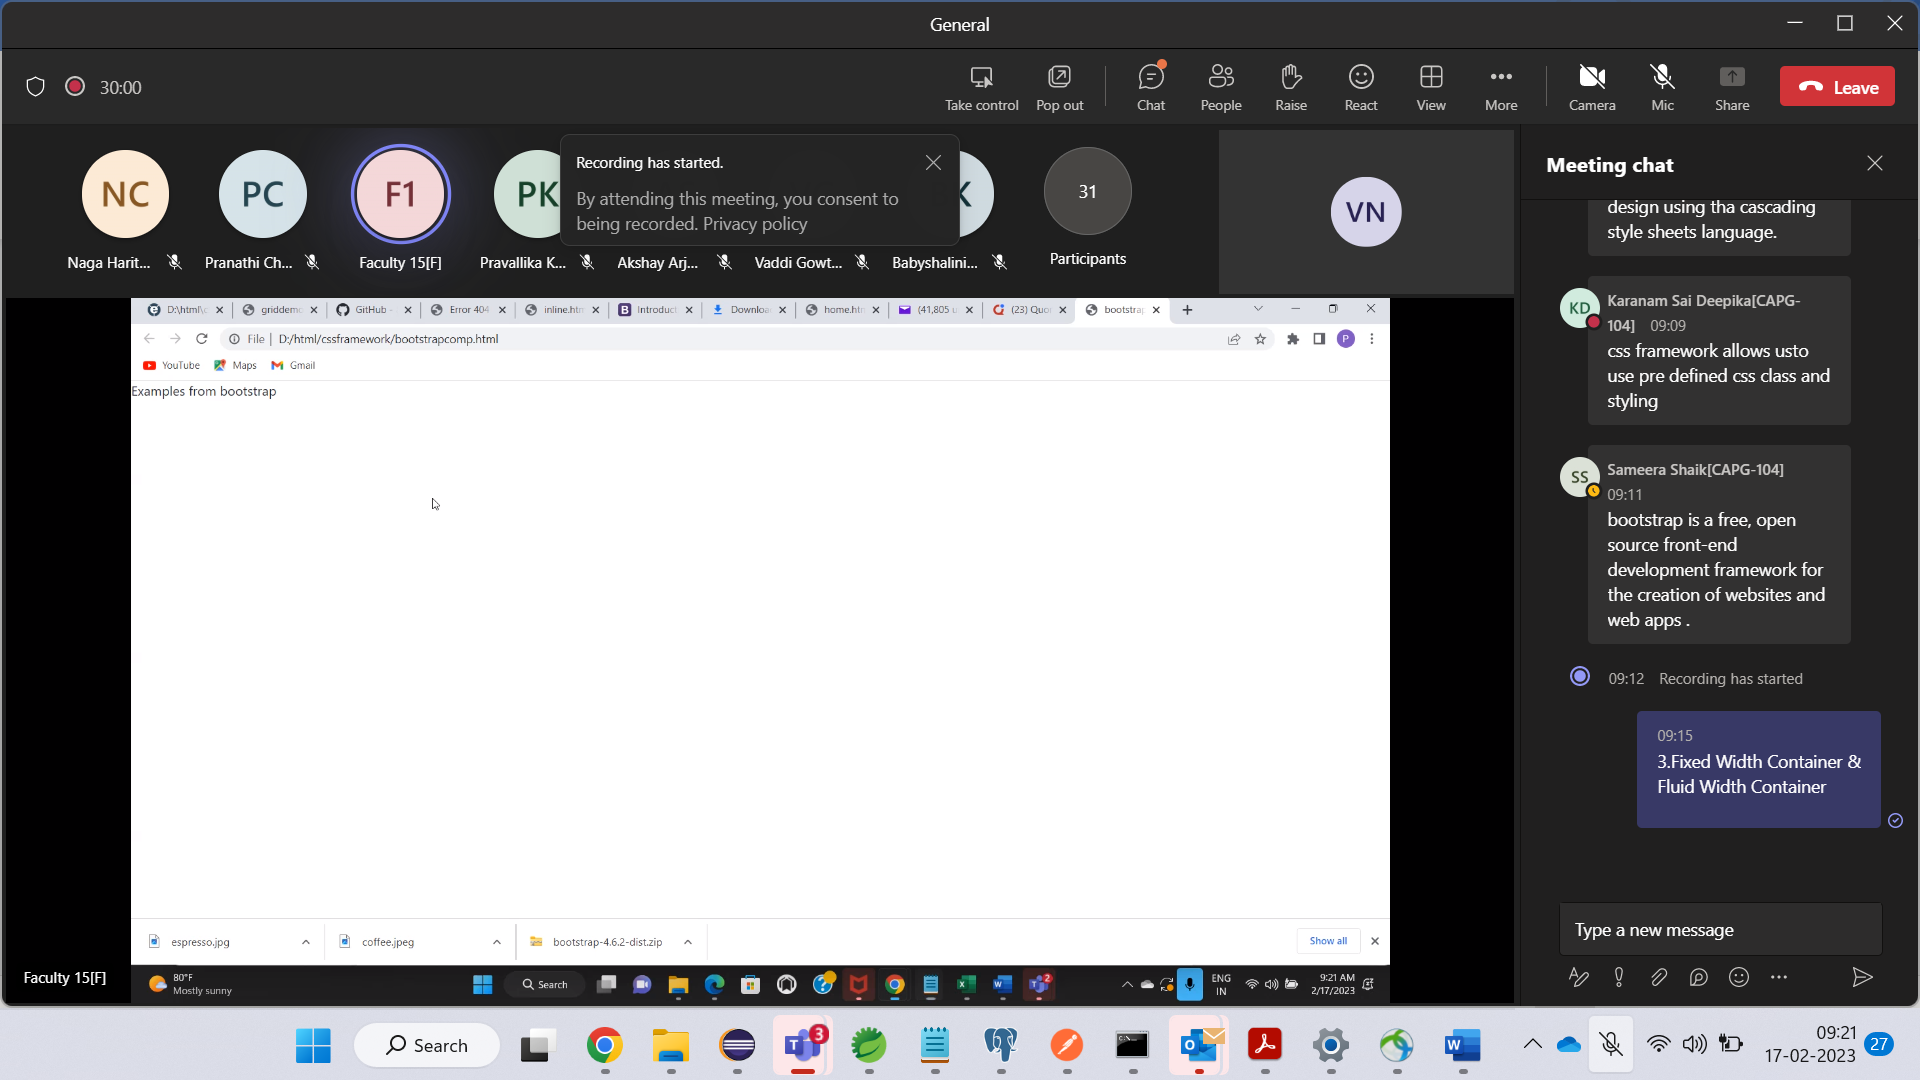 General
30:00
Take control
Pop out
Chat
People
Raise
React
View
More
Camera
Mic
Share
Leave
NC
PC
F1
PK
K
31
VN
Recording has started.
By attending this meeting, you consent to
being recorded. Privacy policy
Naga Harit...
Pranathi Ch...
Faculty 15[F]
Pravallika K...
Akshay Arj...
Vaddi Gowt...
Babyshalini...
Participants
Meeting chat
design using tha cascading
style sheets language.
KD
Karanam Sai Deepika[CAPG-
104] 09:09
css framework allows usto
use pre defined css class and
styling
SS
Sameera Shaik[CAPG-104]
09:11
bootstrap is a free, open
source front-end
development framework for
the creation of websites and
web apps .
09:12 Recording has started
09:15
3.Fixed Width Container &
Fluid Width Container
Type a new message
D:\html\c
griddemo
GitHub -
Error 404
inline.htm
Introduct
Downloa
home.htm
(41,805 u
(23) Quo
bootstrap
File | D:/html/cssframework/bootstrapcomp.html
P
YouTube
Maps
Gmail
Examples from bootstrap
espresso.jpg
coffee.jpeg
bootstrap-4.6.2-dist.zip
Show all
Faculty 15[F]
80°F
Mostly sunny
Search
2
ENG
IN
9:21 AM
2/17/2023
Search
3
09:21
17-02-2023
27